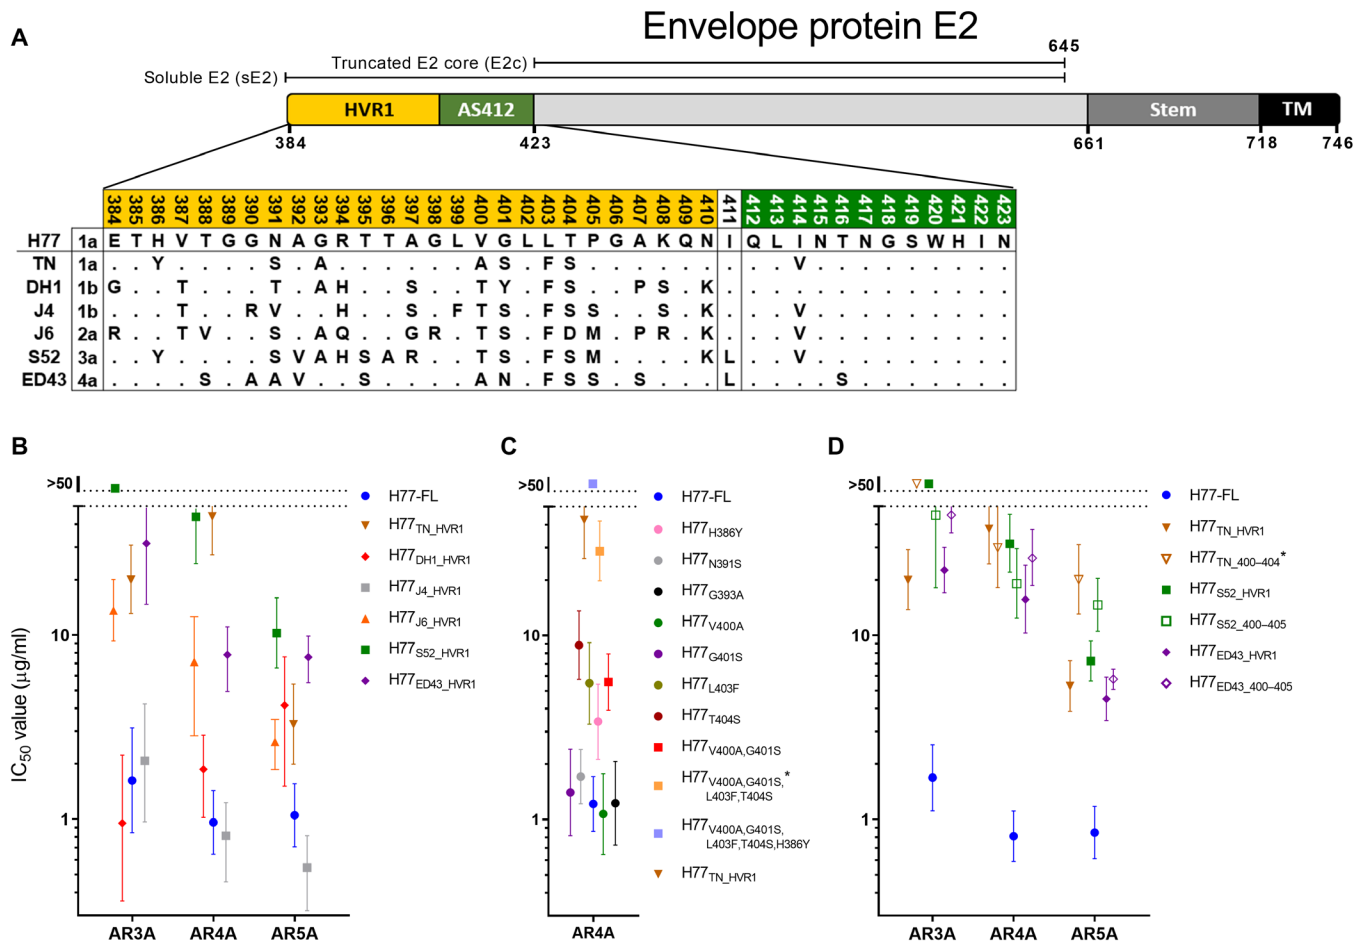 A
Envelope protein E2
645
Truncated E2 core (E2c)
Soluble E2 (sE2)
HVR1 AS412 Stem TM
384 423 661 718 746
384 385 386 387 388 389 390 391 392 393 394 395 396 397 398 399 400 401 402 403 404 405 406 407 408 409 410 411 412 413 414 415 416 417 418 419 420 421 422 423
H77 1a E T H V T G G N A G R T T A G L V G L L T P G A K Q N I Q L I N T N G S W H I N
TN 1a . . Y . . . . S . A . . . . . . A S . F S . . . . . . . . . V . . . . . . . . .
DH1 1b G . . T . . . T . A H . . S . . T Y . F S . . P S . K . . . . . . . . . . . . .
J4 1b . . . T . . R V . . H . . S . F T S . F S S . . S . K . . . V . . . . . . . . .
J6 2a R . . T V . . S . A Q . . G R . T S . F D M . P R . K . . . V . . . . . . . . .
S52 3a . . Y . . . . S V A H S A R . . T S . F S M . . . . K L . . V . . . . . . . . .
ED43 4a . . . . S . A A V . . S . . . . A N . F S S . S . . . L . . . . S . . . . . . .
B
>50
10
1
IC50 value (µg/ml)
AR3A AR4A AR5A
H77-FL
H77TN_HVR1
H77DH1_HVR1
H77J4_HVR1
H77J6_HVR1
H77S52_HVR1
H77ED43_HVR1
C
>50
10
1
AR4A
H77-FL
H77H386Y
H77N391S
H77G393A
H77V400A
H77G401S
H77L403F
H77T404S
H77V400A,G401S
H77V400A,G401S,*
L403F,T404S
H77V400A,G401S,
L403F,T404S,H386Y
H77TN_HVR1
D
>50
10
1
AR3A AR4A AR5A
H77-FL
H77TN_HVR1
H77TN_400–404*
H77S52_HVR1
H77S52_400–405
H77ED43_HVR1
H77ED43_400–405